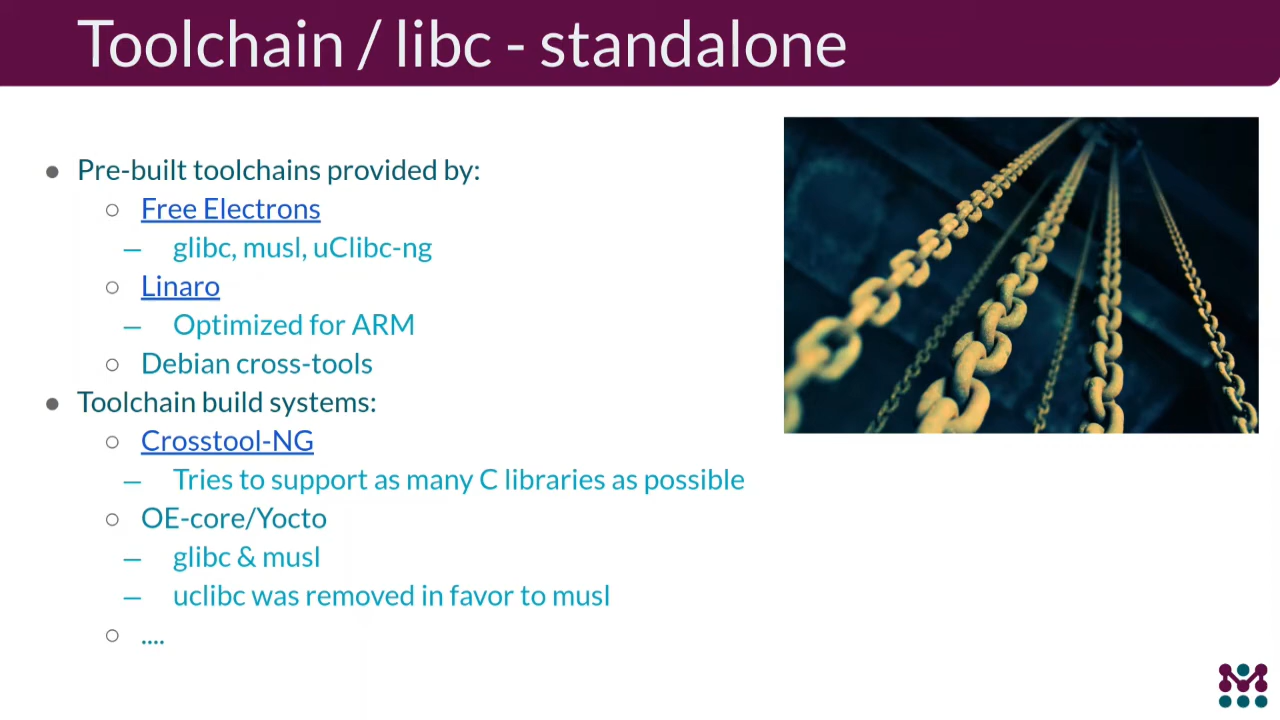 Toolchain / libc - standalone
● Pre-built toolchains provided by:
○ Free Electrons
– glibc, musl, uClibc-ng
○ Linaro
– Optimized for ARM
○ Debian cross-tools
● Toolchain build systems:
○ Crosstool-NG
– Tries to support as many C libraries as possible
○ OE-core/Yocto
– glibc & musl
– uclibc was removed in favor to musl
○ ....